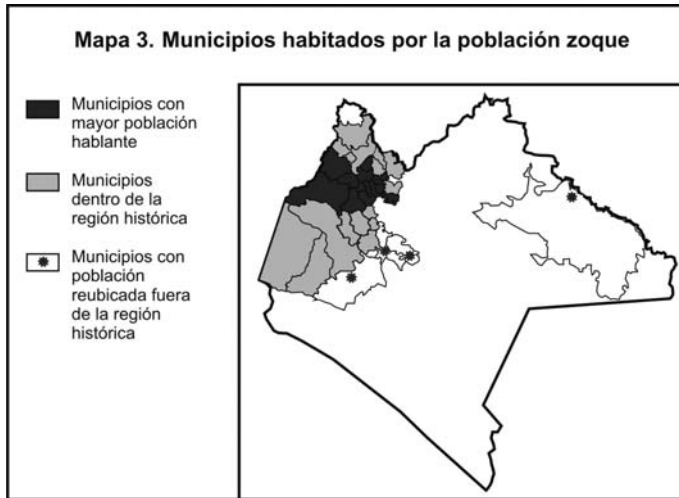 Mapa 3. Municipios habitados por la población zoque
Municipios con
mayor población
hablante
Municipios
dentro de la
región histórica
Municipios con
población
reubicada fuera
de la región
histórica